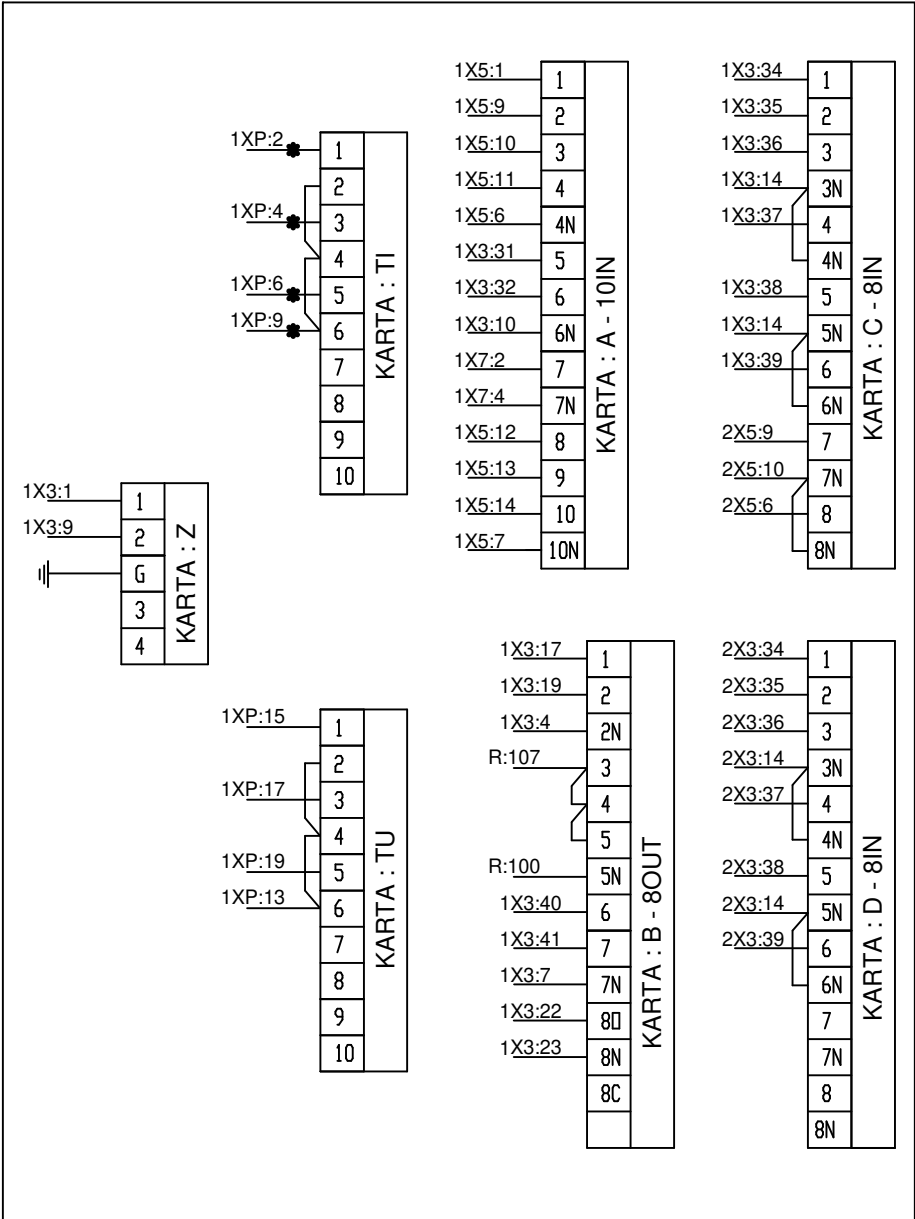 1X3:1 1
1X3:9 2
G
3
4
KARTA : Z
1XP:2 1
2
1XP:4 3
4
1XP:6 5
1XP:9 6
7
8
9
10
KARTA : TI
1XP:15 1
2
1XP:17 3
4
1XP:19 5
1XP:13 6
7
8
9
10
KARTA : TU
1X5:1 1
1X5:9 2
1X5:10 3
1X5:11 4
1X5:6 4N
1X3:31 5
1X3:32 6
1X3:10 6N
1X7:2 7
1X7:4 7N
1X5:12 8
1X5:13 9
1X5:14 10
1X5:7 10N
KARTA : A - 10IN
1X3:17 1
1X3:19 2
1X3:4 2N
R:107 3
4
5
R:100 5N
1X3:40 6
1X3:41 7
1X3:7 7N
1X3:22 8O
1X3:23 8N
8C
KARTA : B - 8OUT
1X3:34 1
1X3:35 2
1X3:36 3
1X3:14 3N
1X3:37 4
4N
1X3:38 5
1X3:14 5N
1X3:39 6
6N
2X5:9 7
2X5:10 7N
2X5:6 8
8N
KARTA : C - 8IN
2X3:34 1
2X3:35 2
2X3:36 3
2X3:14 3N
2X3:37 4
4N
2X3:38 5
2X3:14 5N
2X3:39 6
6N
7
7N
8
8N
KARTA : D - 8IN